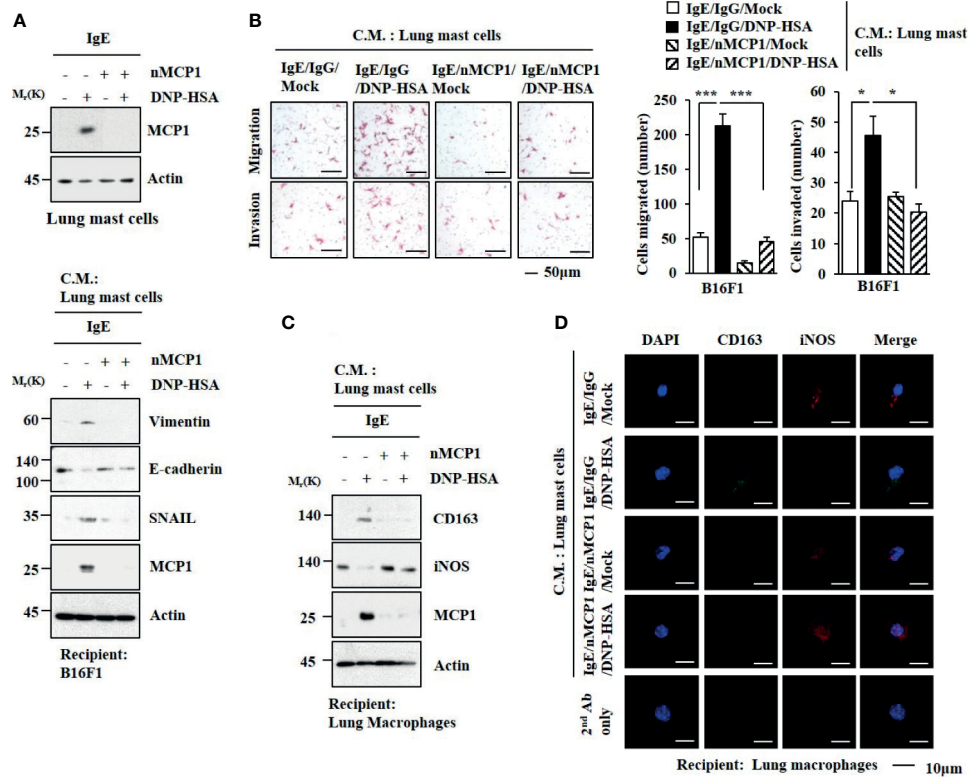 A
IgE
- - + + nMCP1
- + - + DNP-HSA
Mr(K)
25
MCP1
45
Actin
Lung mast cells
C.M.:
Lung mast cells
IgE
- - + + nMCP1
- + - + DNP-HSA
Mr(K)
60
Vimentin
140
100
E-cadherin
35
SNAIL
25
MCP1
45
Actin
Recipient:
B16F1
B
C.M. : Lung mast cells
IgE/IgG/
Mock
IgE/IgG
/DNP-HSA
IgE/nMCP1/
Mock
IgE/nMCP1
/DNP-HSA
Migration
Invasion
50μm
IgE/IgG/Mock
IgE/IgG/DNP-HSA
IgE/nMCP1/Mock
IgE/nMCP1/DNP-HSA
C.M.: Lung mast
cells
Cells migrated (number)
250
200
150
100
50
0
*** ***
B16F1
Cells invaded (number)
60
50
40
30
20
10
0
* *
B16F1
C
C.M. :
Lung mast cells
IgE
- - + + nMCP1
- + - + DNP-HSA
Mr(K)
140
CD163
140
iNOS
25
MCP1
45
Actin
Recipient:
Lung Macrophages
D
DAPI CD163 iNOS Merge
C.M. : Lung mast cells
IgE/IgG
/Mock
IgE/IgG
/DNP-HSA
IgE/nMCP1
/Mock
IgE/nMCP1
/DNP-HSA
2nd Ab
only
Recipient: Lung macrophages 10μm